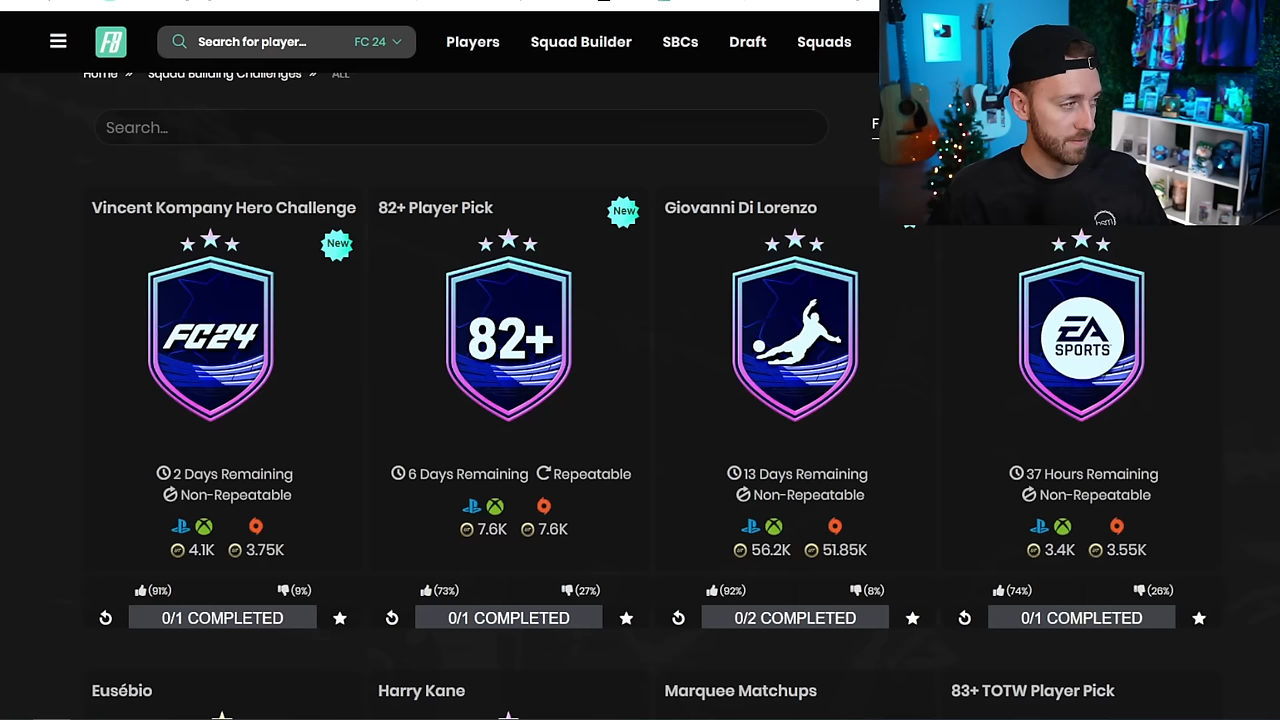 FB Search for player... FC 24 Players Squad Builder SBCs Draft Squads
Home » Squad Building Challenges » ALL
Search...
Vincent Kompany Hero Challenge
New
FC24
2 Days Remaining
Non-Repeatable
4.1K 3.75K
(91%) (9%)
0/1 COMPLETED
82+ Player Pick
New
82+
6 Days Remaining Repeatable
7.6K 7.6K
(73%) (27%)
0/1 COMPLETED
Giovanni Di Lorenzo
13 Days Remaining
Non-Repeatable
56.2K 51.85K
(92%) (8%)
0/2 COMPLETED
EA
SPORTS
37 Hours Remaining
Non-Repeatable
3.4K 3.55K
(74%) (26%)
0/1 COMPLETED
Eusébio
Harry Kane
Marquee Matchups
83+ TOTW Player Pick